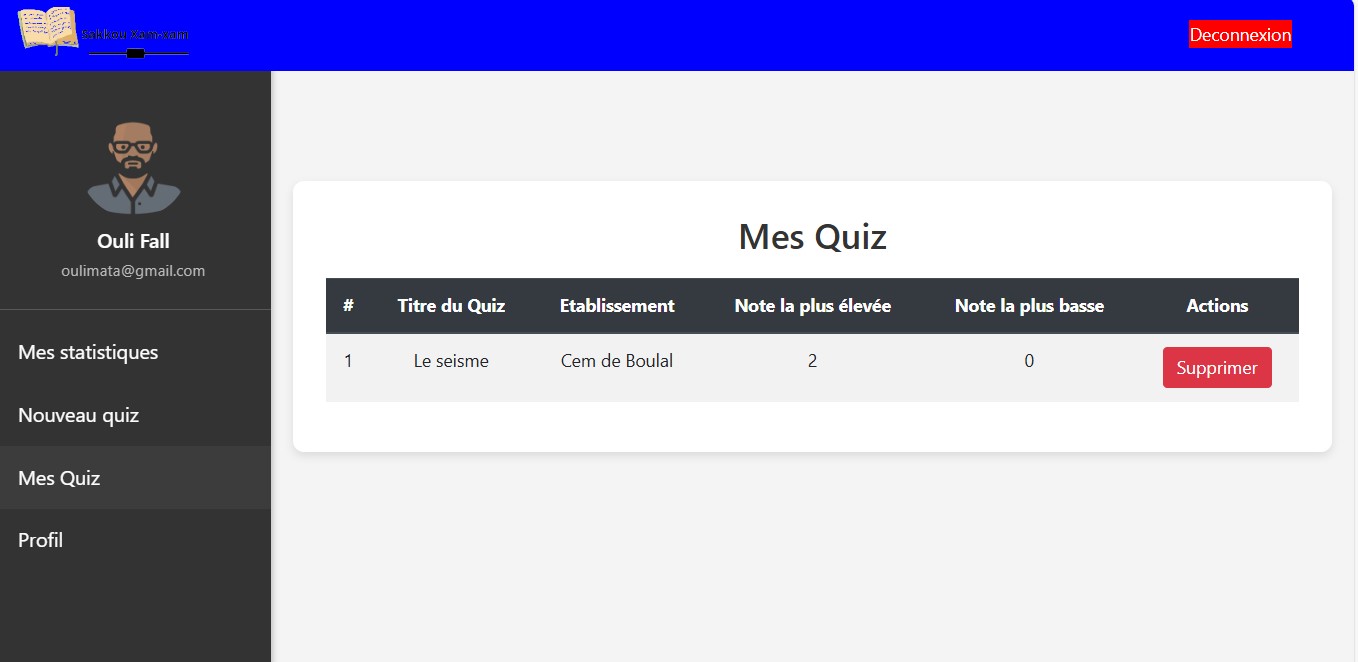 Sakkou Xam-xam
Deconnexion
Ouli Fall
oulimata@gmail.com
Mes statistiques
Nouveau quiz
Mes Quiz
Profil
Mes Quiz
# Titre du Quiz Etablissement Note la plus élevée Note la plus basse Actions
1 Le seisme Cem de Boulal 2 0 Supprimer